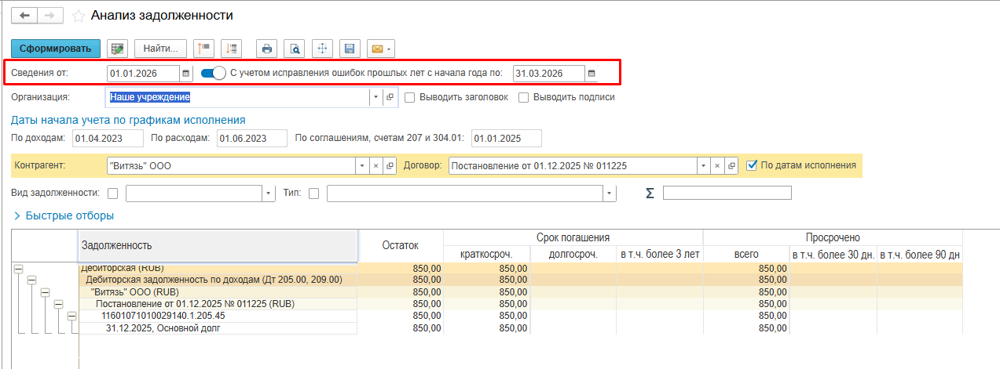 Анализ задолженности
Сформировать Найти...
Сведения от: 01.01.2026 С учетом исправления ошибок прошлых лет с начала года по: 31.03.2026
Организация: Наше учреждение Выводить заголовок Выводить подписи
Даты начала учета по графикам исполнения
По доходам: 01.04.2023 По расходам: 01.06.2023 По соглашениям, счетам 207 и 304.01: 01.01.2025
Контрагент: "Витязь" ООО Договор: Постановление от 01.12.2025 № 011225 По датам исполнения
Вид задолженности: Тип: Σ
Быстрые отборы
Задолженность Остаток Срок погашения Просрочено
краткосроч. долгосроч. в т.ч. более 3 лет всего в т.ч. более 30 дн. в т.ч. более 90 дн
Дебиторская (RUB) 850,00 850,00 850,00
Дебиторская задолженность по доходам (Дт 205.00, 209.00) 850,00 850,00 850,00
"Витязь" ООО (RUB) 850,00 850,00 850,00
Постановление от 01.12.2025 № 011225 (RUB) 850,00 850,00 850,00
11601071010029140.1.205.45 850,00 850,00 850,00
31.12.2025, Основной долг 850,00 850,00 850,00